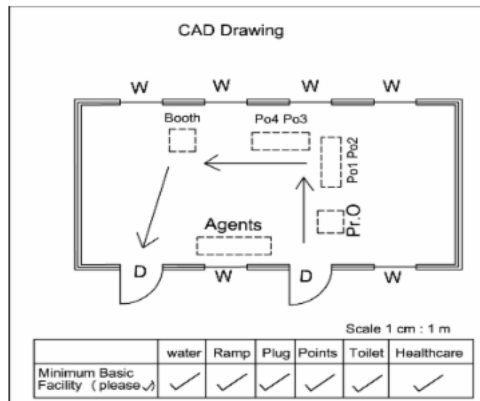 CAD Drawing
W W W W
Booth Po4 Po3
Po1 Po2
Pr.O
Agents
D W D W
Scale 1 cm : 1 m
water Ramp Plug Points Toilet Healthcare
Minimum Basic ✓ ✓ ✓ ✓ ✓ ✓
Facility ( please ✓)